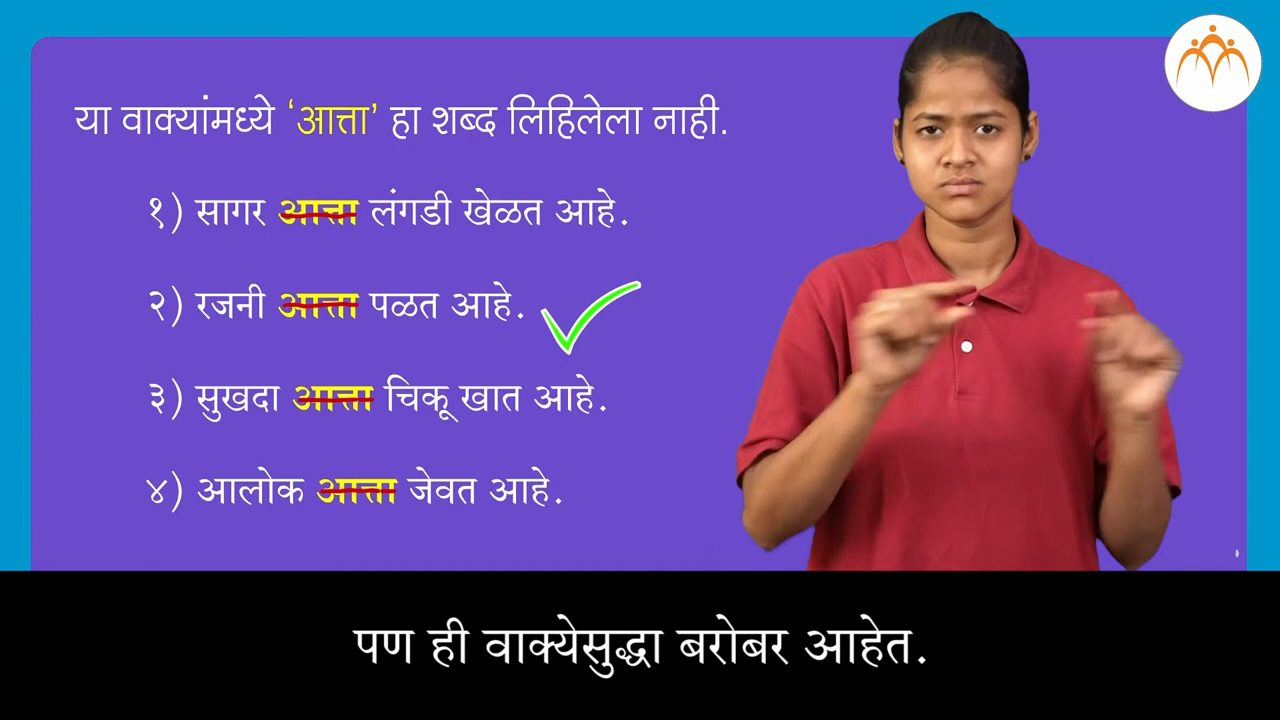 या वाक्यांमध्ये ‘आत्ता’ हा शब्द लिहिलेला नाही.
१) सागर आत्ता लंगडी खेळत आहे.
२) रजनी आत्ता पळत आहे.
३) सुखदा आत्ता चिकू खात आहे.
४) आलोक आत्ता जेवत आहे.
पण ही वाक्येसुद्धा बरोबर आहेत.